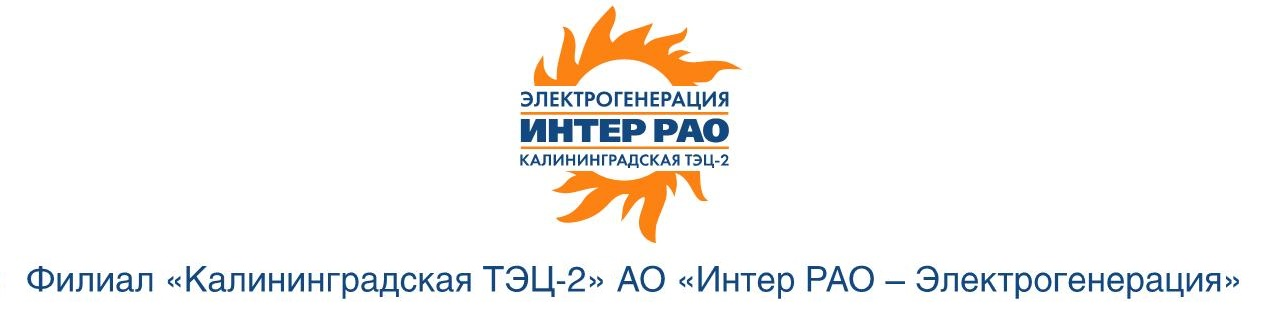 ЭЛЕКТРОГЕНЕРАЦИЯ
ИНТЕР РАО
КАЛИНИНГРАДСКАЯ ТЭЦ-2
Филиал «Калининградская ТЭЦ-2» АО «Интер РАО – Электрогенерация»